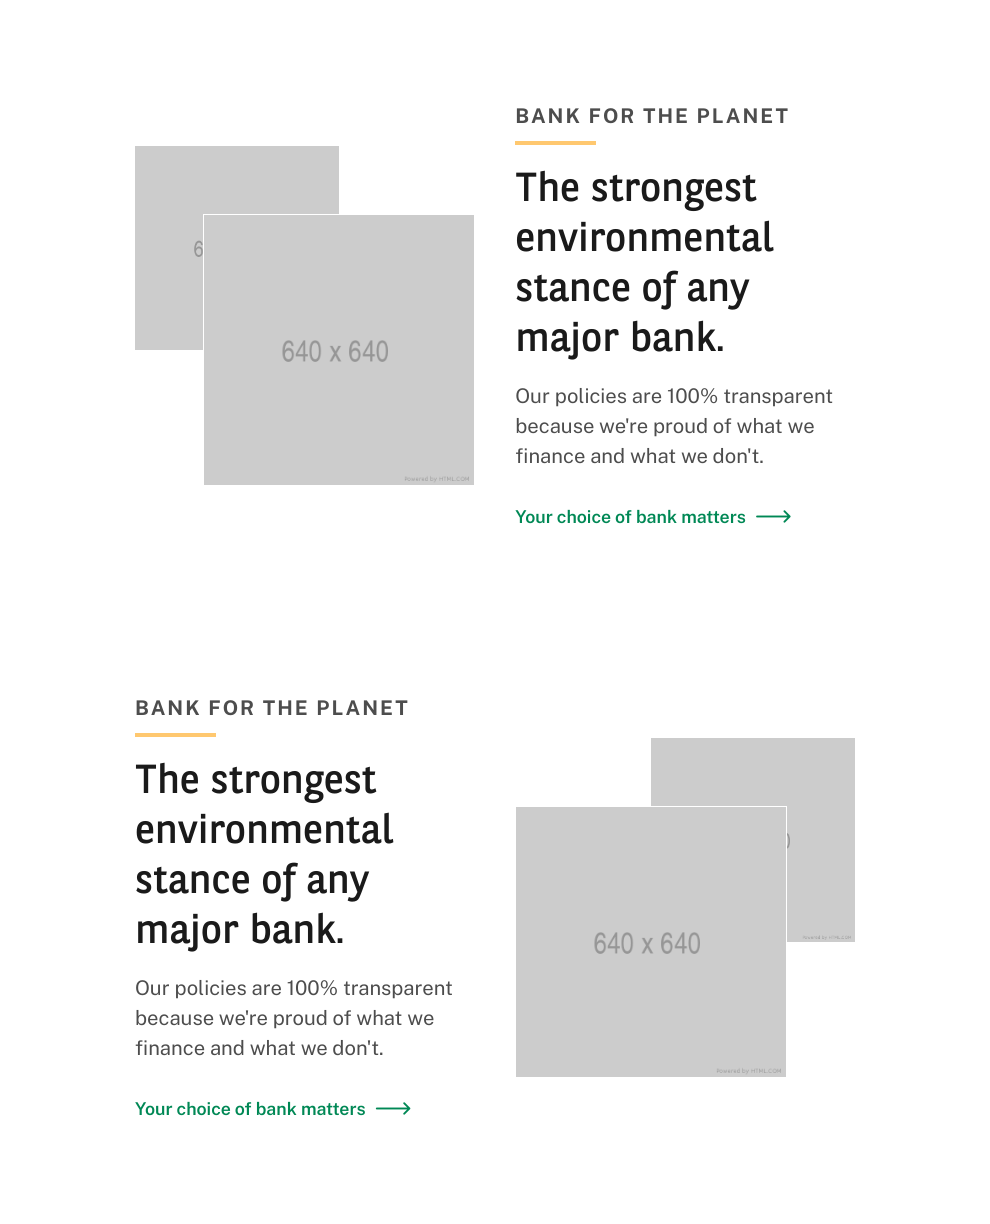 BANK FOR THE PLANET
The strongest
environmental
stance of any
major bank.
Our policies are 100% transparent
because we're proud of what we
finance and what we don't.
Your choice of bank matters
6
640 x 640
Powered by HTML.COM
BANK FOR THE PLANET
The strongest
environmental
stance of any
major bank.
Our policies are 100% transparent
because we're proud of what we
finance and what we don't.
Your choice of bank matters
640 x 640
Powered by HTML.COM
Powered by HTML.COM